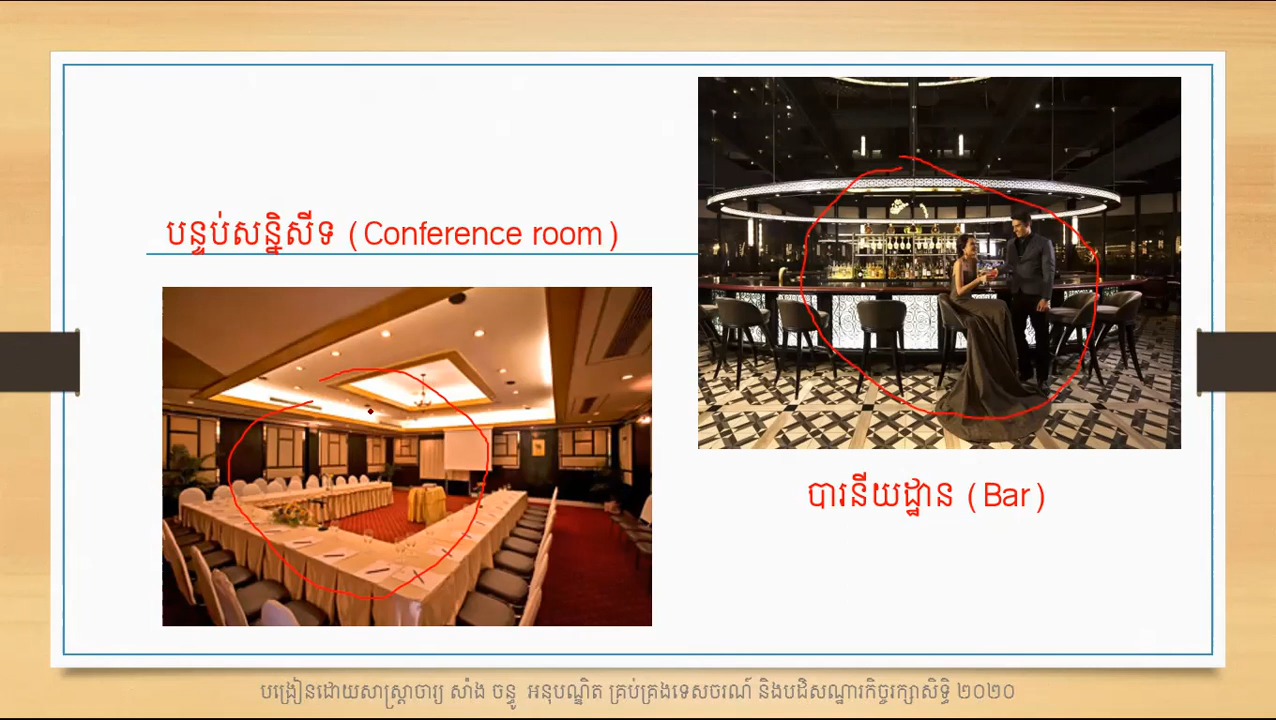 បន្ទប់សន្និសីទ (Conference room)
បារនីយដ្ឋាន (Bar)
បង្រៀនដោយសាស្ត្រាចារ្យ សាំង ចន្ធូ អនុបណ្ឌិត គ្រប់គ្រងទេសចរណ៍ និងបដិសណ្ឋារកិច្ចរក្សាសិទ្ធិ ២០២០